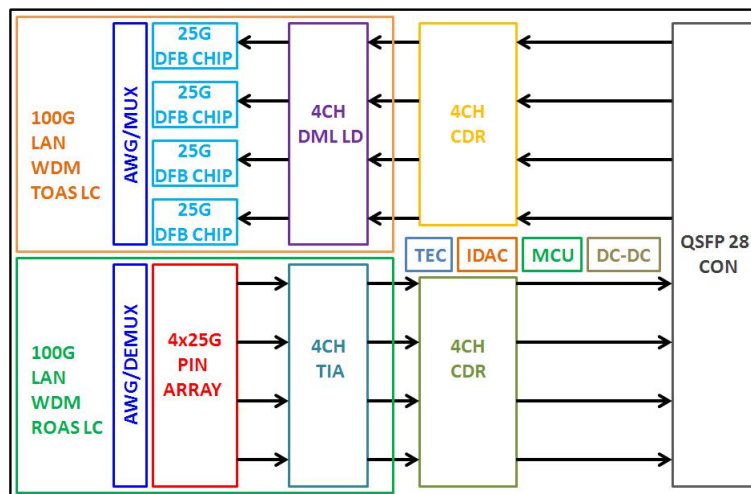 100G
LAN
WDM
TOAS LC
AWG/MUX
25G
DFB CHIP
25G
DFB CHIP
25G
DFB CHIP
25G
DFB CHIP
4CH
DML LD
4CH
CDR
QSFP 28
CON
TEC
IDAC
MCU
DC-DC
100G
LAN
WDM
ROAS LC
AWG/DEMUX
4x25G
PIN
ARRAY
4CH
TIA
4CH
CDR